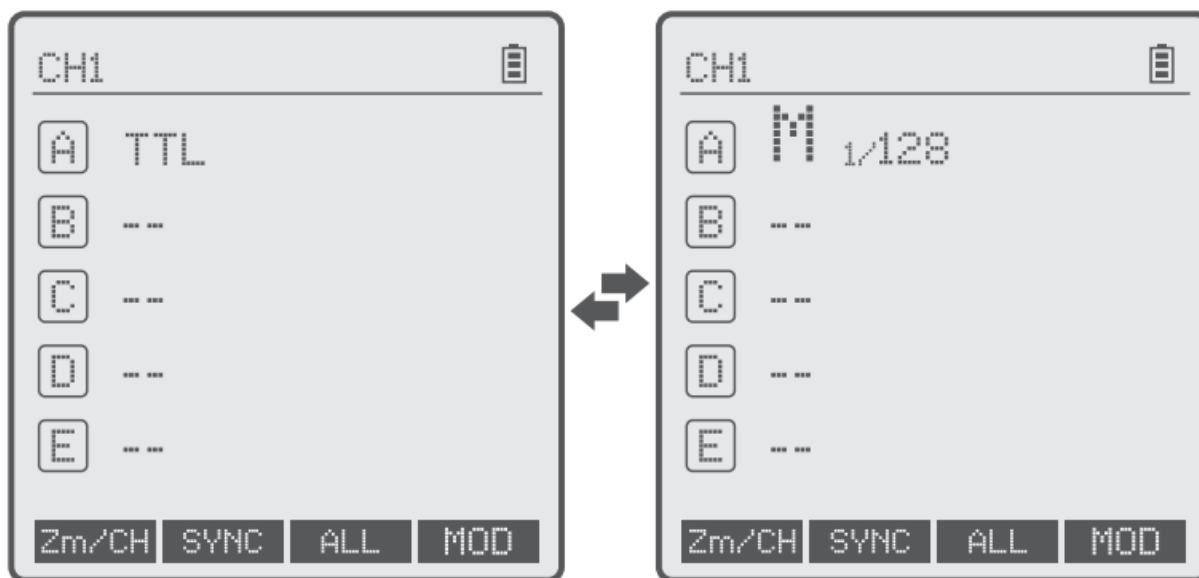 CH1
A TTL
B --
C --
D --
E --
Zm/CH SYNC ALL MOD
CH1
A M 1/128
B --
C --
D --
E --
Zm/CH SYNC ALL MOD